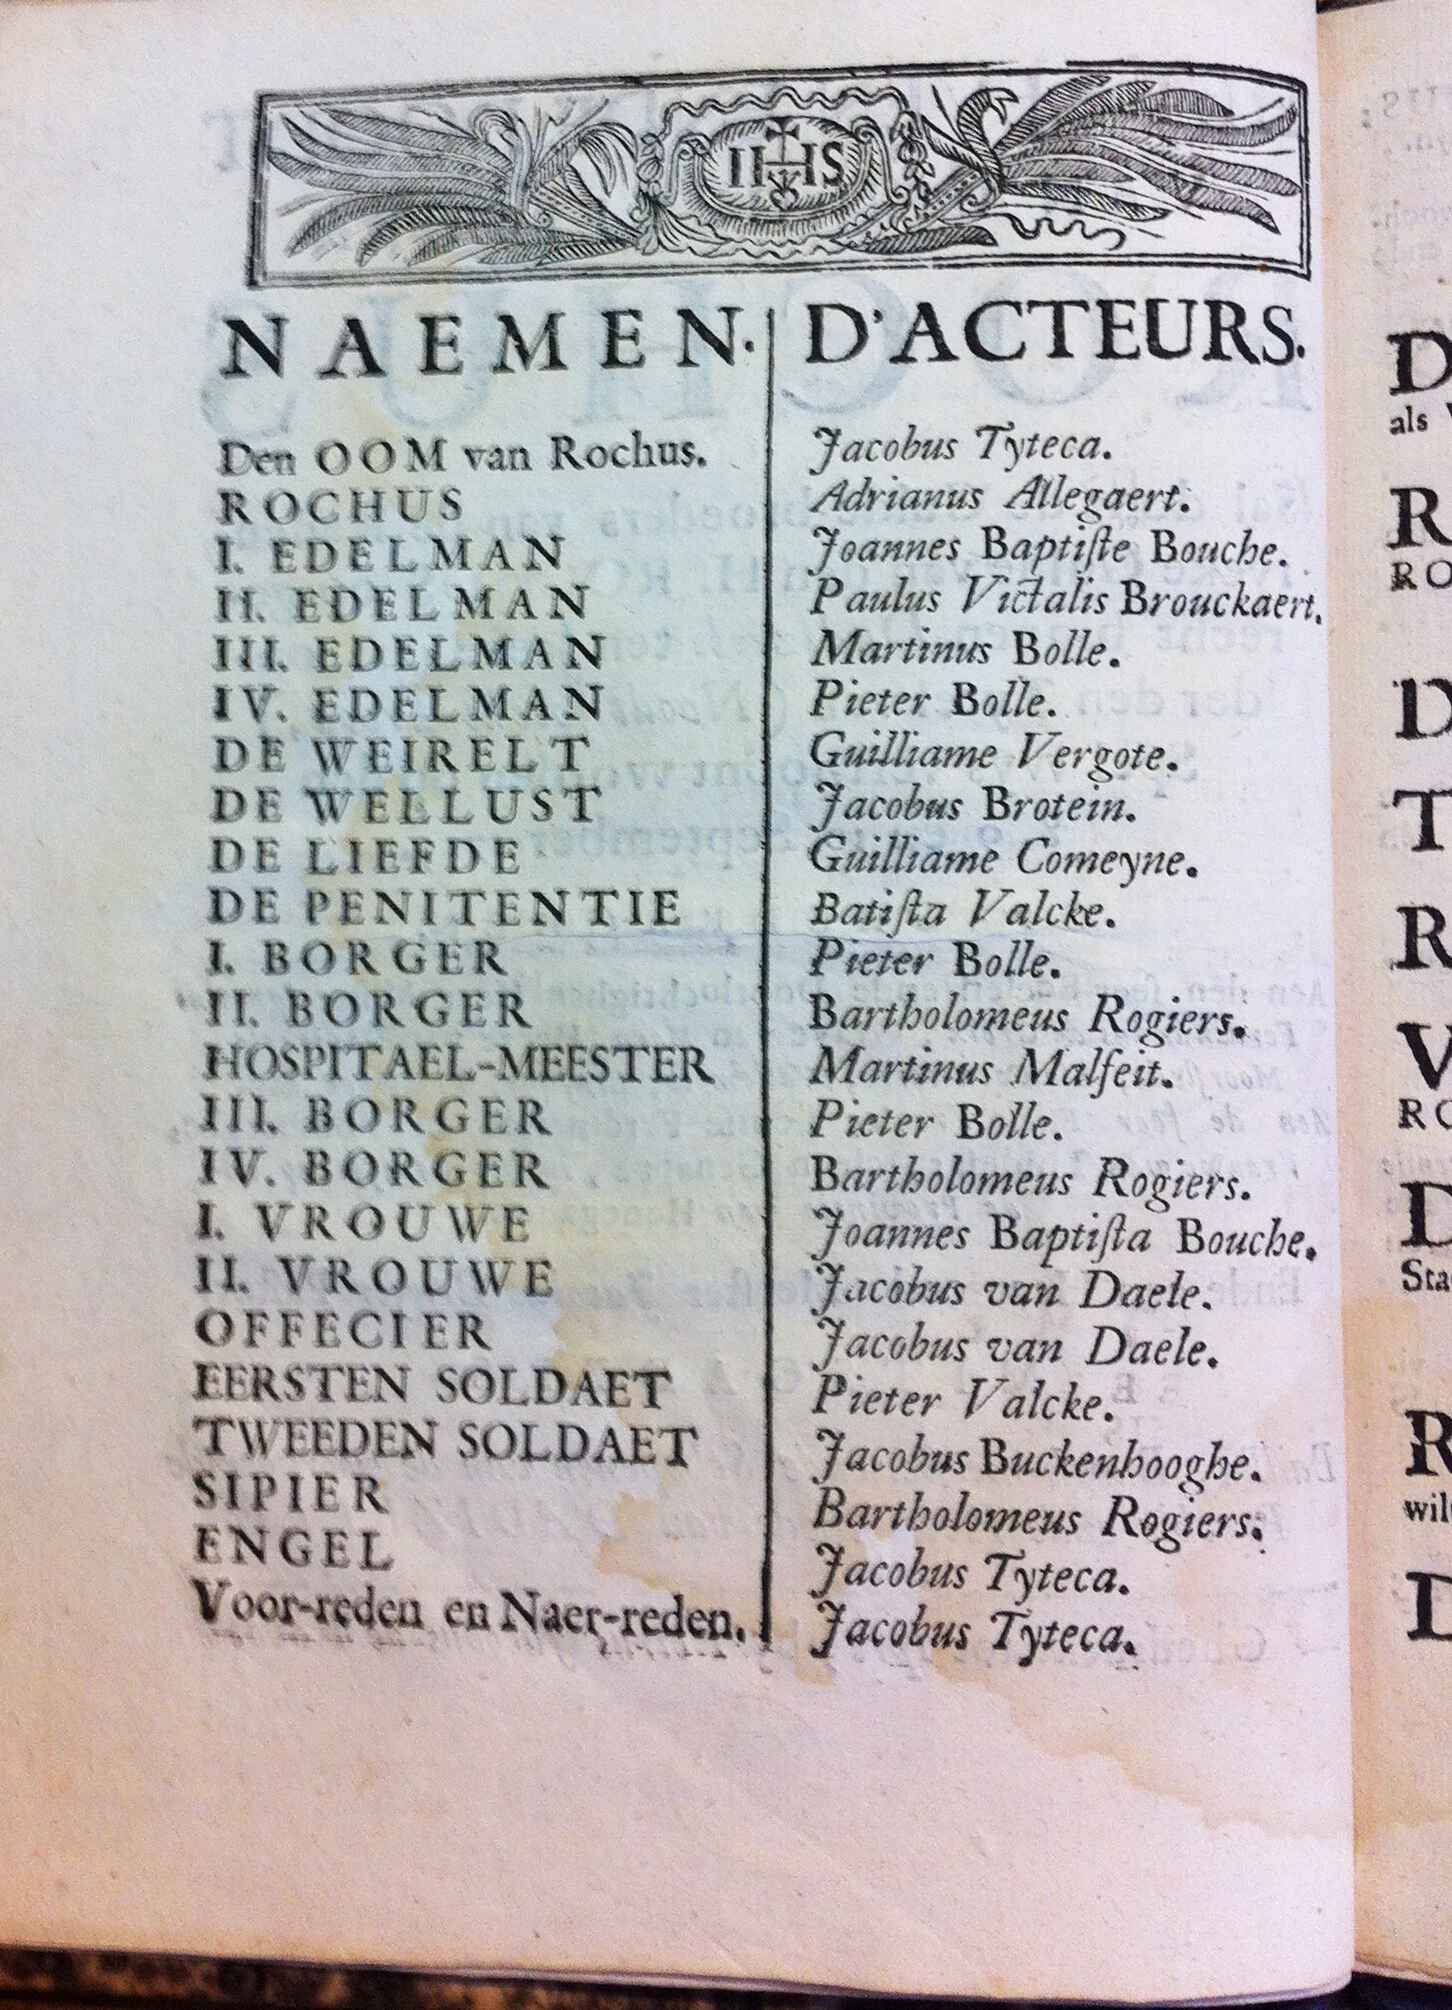 IHS
NAEMEN. D'ACTEURS.
Den OOM van Rochus. Jacobus Tyteca.
ROCHUS Adrianus Allegaert.
I. EDELMAN Joannes Baptiſte Bouche.
II. EDELMAN Paulus Victalis Brouckaert.
III. EDELMAN Martinus Bolle.
IV. EDELMAN Pieter Bolle.
DE WEIRELT Guilliame Vergote.
DE WELLUST Jacobus Brotein.
DE LIEFDE Guilliame Comeyne.
DE PENITENTIE Batiſta Valcke.
I. BORGER Pieter Bolle.
II. BORGER Bartholomeus Rogiers.
HOSPITAEL-MEESTER Martinus Malfeit.
III. BORGER Pieter Bolle.
IV. BORGER Bartholomeus Rogiers.
I. VROUWE Joannes Baptiſta Bouche.
II. VROUWE Jacobus van Daele.
OFFECIER Jacobus van Daele.
EERSTEN SOLDAET Pieter Valcke.
TWEEDEN SOLDAET Jacobus Buckenhooghe.
SIPIER Bartholomeus Rogiers.
ENGEL Jacobus Tyteca.
Voor-reden en Naer-reden. Jacobus Tyteca.
D
als
R
RO
D
T
R
V
RO
D
Sta
R
wil
D